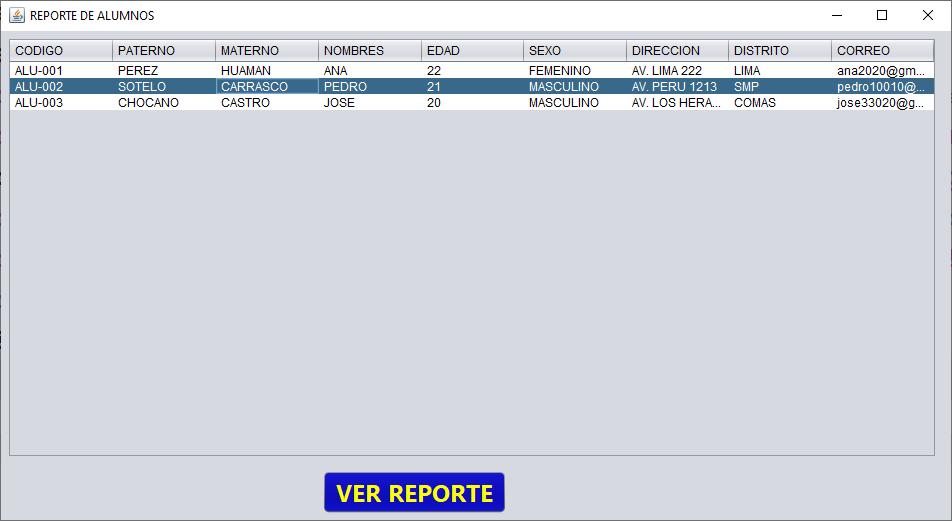 REPORTE DE ALUMNOS
CODIGO PATERNO MATERNO NOMBRES EDAD SEXO DIRECCION DISTRITO CORREO
ALU-001 PEREZ HUAMAN ANA 22 FEMENINO AV. LIMA 222 LIMA ana2020@gm...
ALU-002 SOTELO CARRASCO PEDRO 21 MASCULINO AV. PERU 1213 SMP pedro10010@...
ALU-003 CHOCANO CASTRO JOSE 20 MASCULINO AV. LOS HERA... COMAS jose33020@g...
VER REPORTE